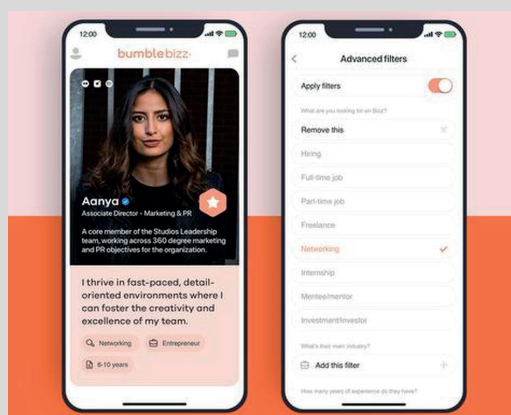 12:00
bumble bizz
Aanya
Associate Director - Marketing & PR
A core member of the Studios Leadership
team, working across 360 degree marketing
and PR objectives for the organization.
I thrive in fast-paced, detail-
oriented environments where I
can foster the creativity and
excellence of my team.
Networking
Entrepreneur
6-10 years
12:00
Advanced filters
Apply filters
What are you looking for on Bizz?
Remove this
Hiring
Full-time job
Part-time job
Freelance
Networking
Internship
Mentee/mentor
Investment/investor
What's their main industry?
Add this filter
How many years of experience do they have?